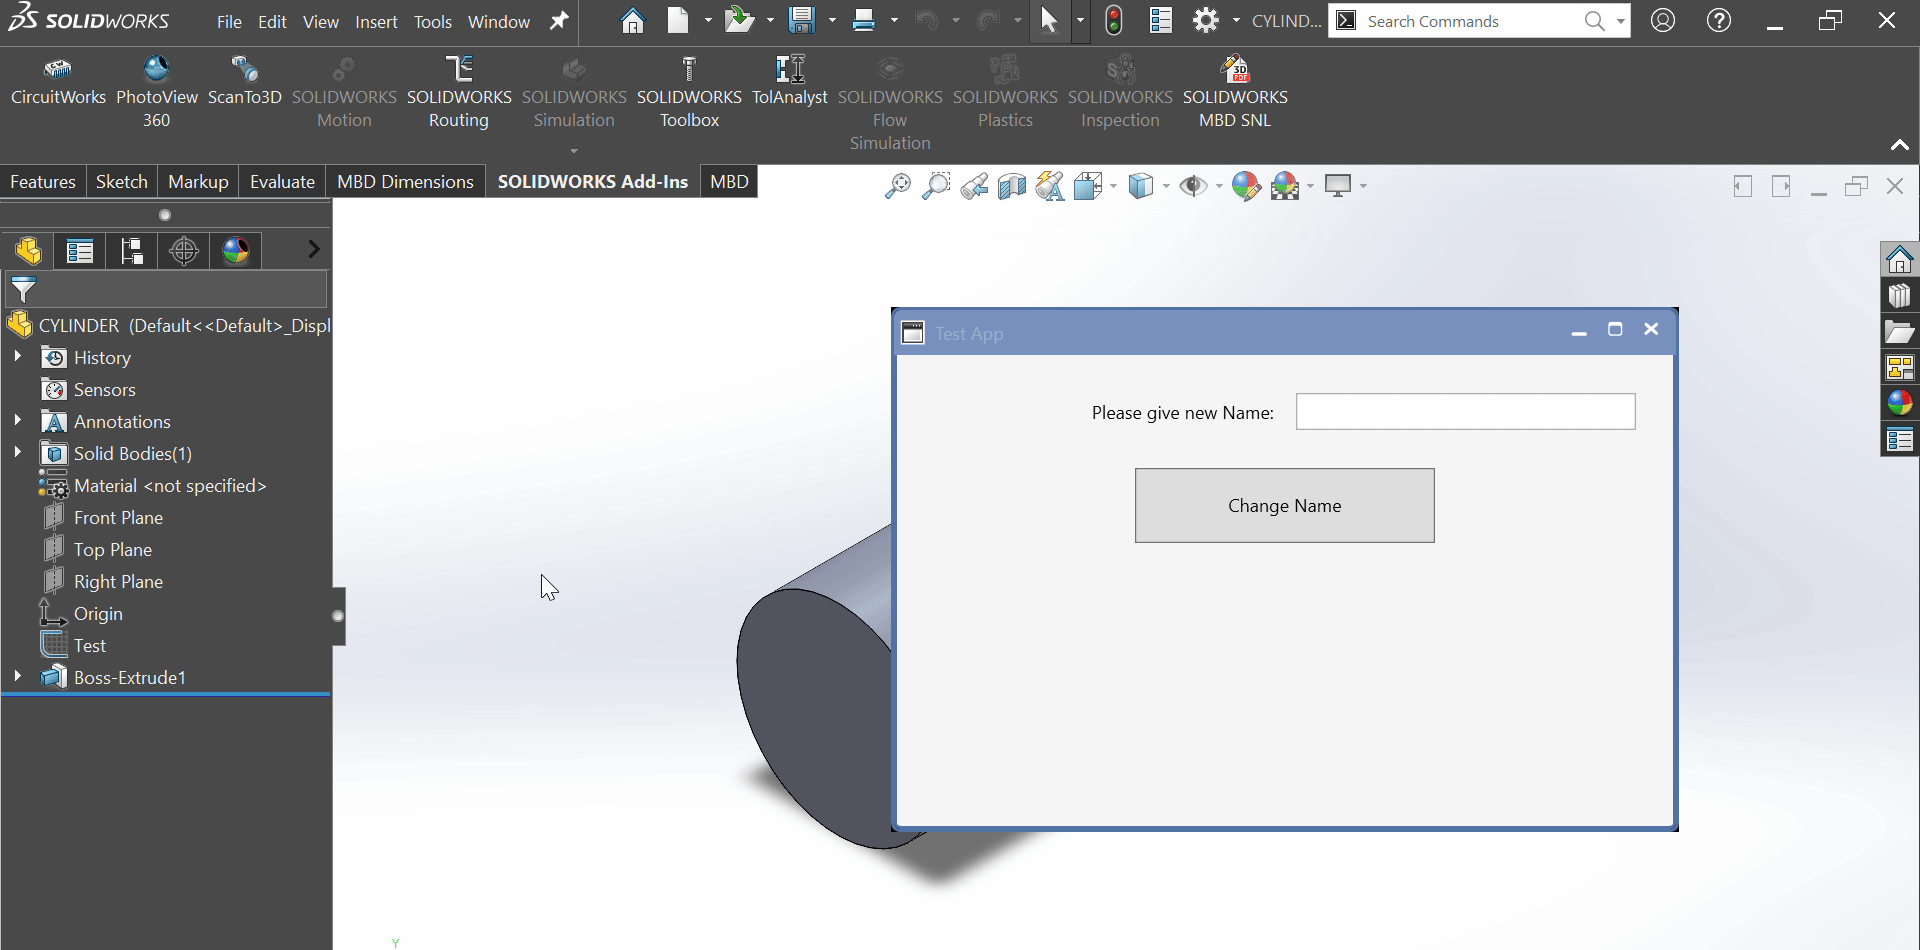 SOLIDWORKS File Edit View Insert Tools Window CYLIND... Search Commands
CircuitWorks PhotoView 360 ScanTo3D SOLIDWORKS Motion SOLIDWORKS Routing SOLIDWORKS Simulation SOLIDWORKS Toolbox TolAnalyst SOLIDWORKS Flow Simulation SOLIDWORKS Plastics SOLIDWORKS Inspection SOLIDWORKS MBD SNL
Features Sketch Markup Evaluate MBD Dimensions SOLIDWORKS Add-Ins MBD
CYLINDER (Default<<Default>_Displ
History
Sensors
Annotations
Solid Bodies(1)
Material <not specified>
Front Plane
Top Plane
Right Plane
Origin
Test
Boss-Extrude1
Test App
Please give new Name:
Change Name
Y